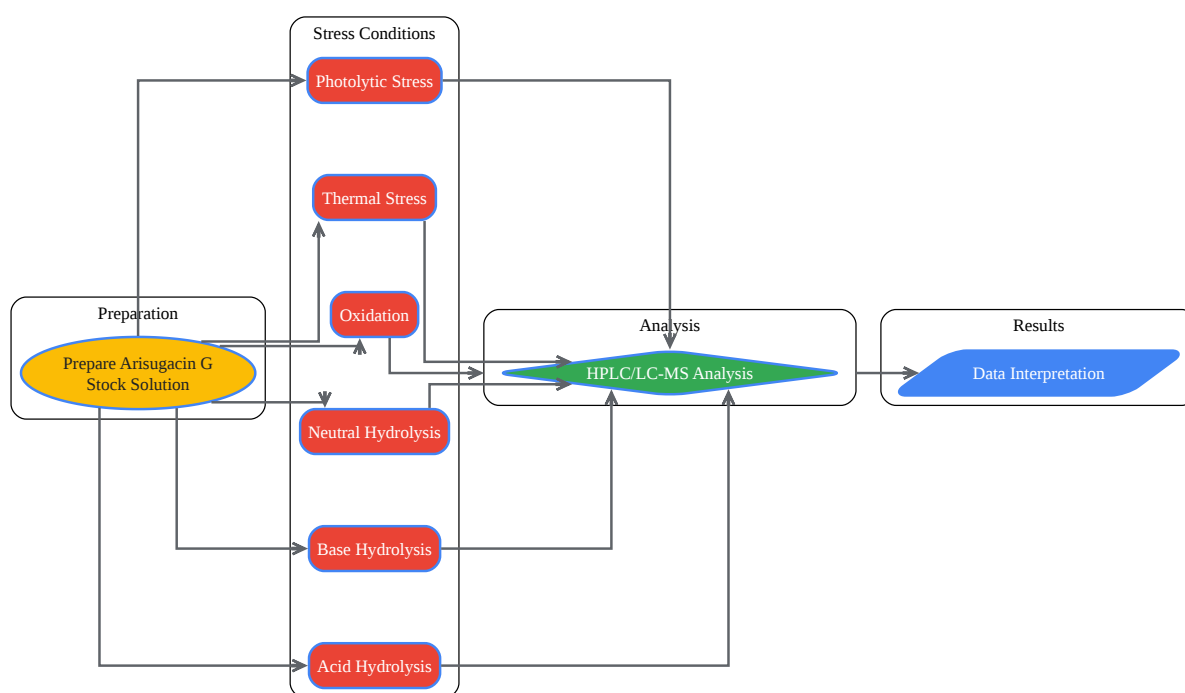 Stress Conditions
Photolytic Stress
Thermal Stress
Oxidation
Neutral Hydrolysis
Base Hydrolysis
Acid Hydrolysis
Preparation
Prepare Arisugacin G
Stock Solution
Analysis
HPLC/LC-MS Analysis
Results
Data Interpretation